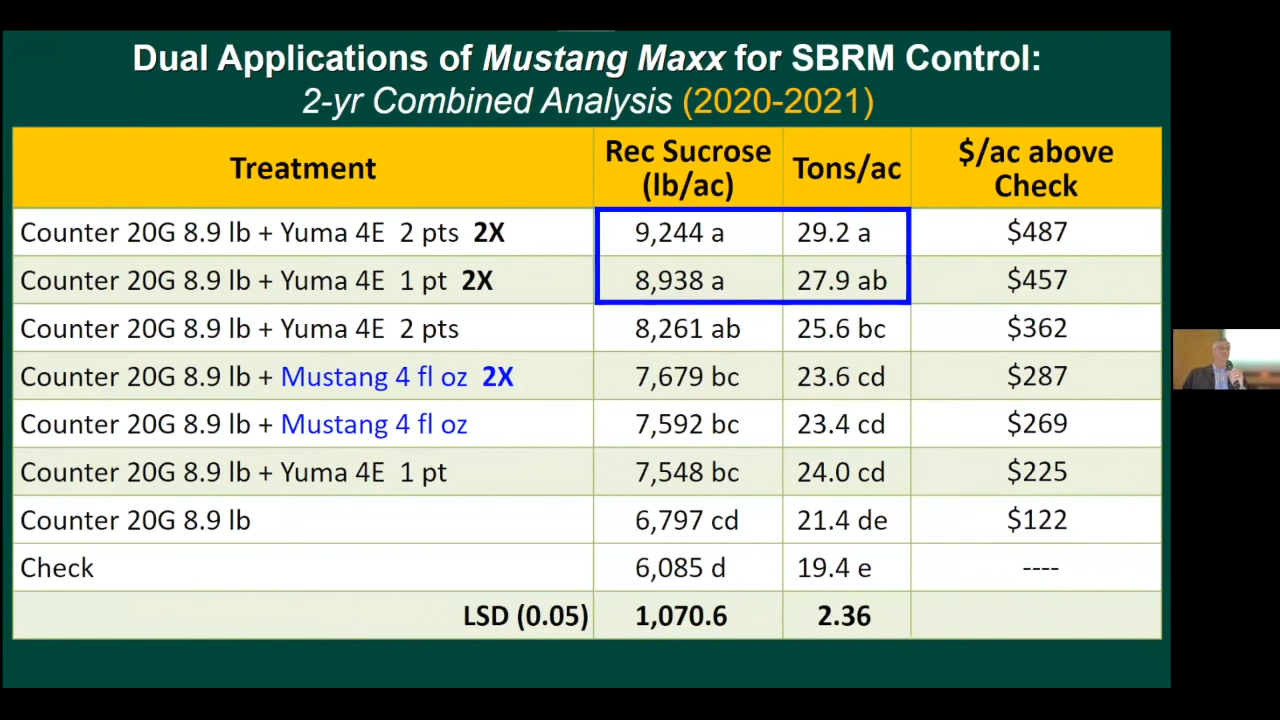 Dual Applications of Mustang Maxx for SBRM Control:
2-yr Combined Analysis (2020-2021)
Treatment Rec Sucrose (lb/ac) Tons/ac $/ac above Check
Counter 20G 8.9 lb + Yuma 4E 2 pts 2X 9,244 a 29.2 a $487
Counter 20G 8.9 lb + Yuma 4E 1 pt 2X 8,938 a 27.9 ab $457
Counter 20G 8.9 lb + Yuma 4E 2 pts 8,261 ab 25.6 bc $362
Counter 20G 8.9 lb + Mustang 4 fl oz 2X 7,679 bc 23.6 cd $287
Counter 20G 8.9 lb + Mustang 4 fl oz 7,592 bc 23.4 cd $269
Counter 20G 8.9 lb + Yuma 4E 1 pt 7,548 bc 24.0 cd $225
Counter 20G 8.9 lb 6,797 cd 21.4 de $122
Check 6,085 d 19.4 e ----
LSD (0.05) 1,070.6 2.36